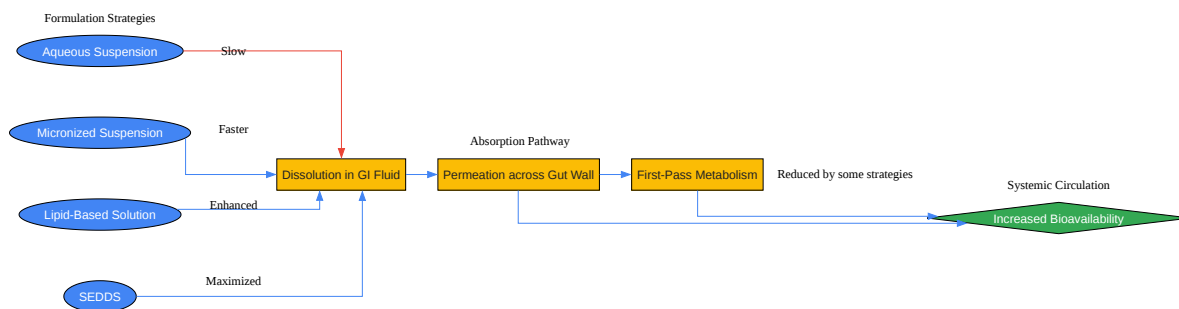 Formulation Strategies
Aqueous Suspension
Slow
Micronized Suspension
Faster
Absorption Pathway
Dissolution in GI Fluid
Permeation across Gut Wall
First-Pass Metabolism
Reduced by some strategies
Systemic Circulation
Lipid-Based Solution
Enhanced
Increased Bioavailability
SEDDS
Maximized